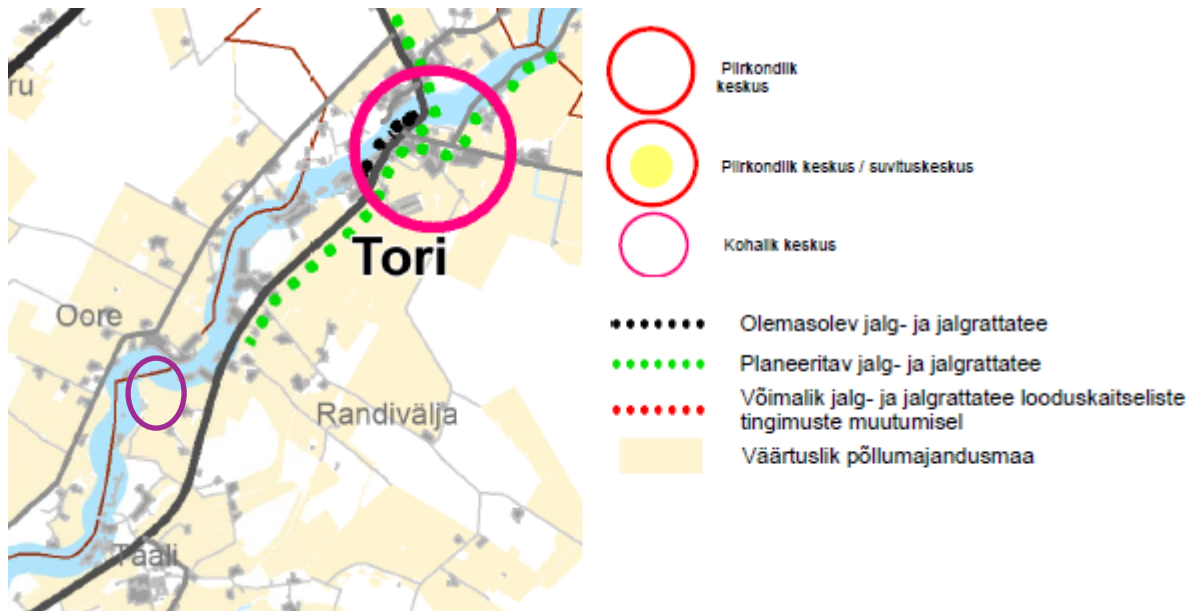 ru
Tori
Oore
Randivälja
Taali
Piirkondlik
keskus
Piirkondlik keskus / suvituskeskus
Kohalik keskus
Olemasolev jalg- ja jalgrattatee
Planeeritav jalg- ja jalgrattatee
Võimalik jalg- ja jalgrattatee looduskaitseliste
tingimuste muutumisel
Väärtuslik põllumajandusmaa